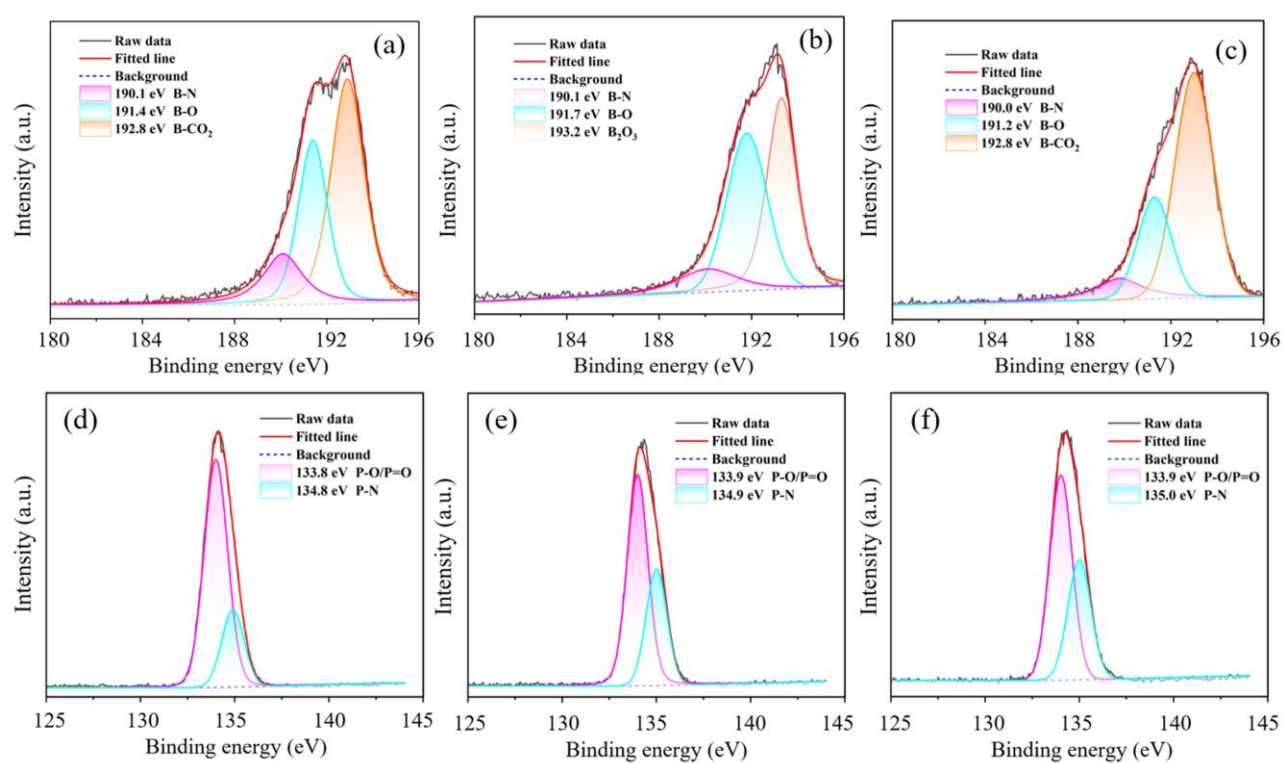 (a)
Raw data
Fitted line
Background
190.1 eV B-N
191.4 eV B-O
192.8 eV B-CO₂
Intensity (a.u.)
180 188 192 196
Binding energy (eV)
(b)
Raw data
Fitted line
Background
190.1 eV B-N
191.7 eV B-O
193.2 eV B₂O₃
Intensity (a.u.)
180 188 192 196
Binding energy (eV)
(c)
Raw data
Fitted line
Background
190.0 eV B-N
191.2 eV B-O
192.8 eV B-CO₂
Intensity (a.u.)
180 188 192 196
Binding energy (eV)
(d)
Raw data
Fitted line
Background
133.8 eV P-O/P=O
134.8 eV P-N
Intensity (a.u.)
125 130 135 140 145
Binding energy (eV)
(e)
Raw data
Fitted line
Background
133.9 eV P-O/P=O
134.9 eV P-N
Intensity (a.u.)
125 130 135 140 145
Binding energy (eV)
(f)
Raw data
Fitted line
Background
133.9 eV P-O/P=O
135.0 eV P-N
Intensity (a.u.)
125 130 135 140 145
Binding energy (eV)